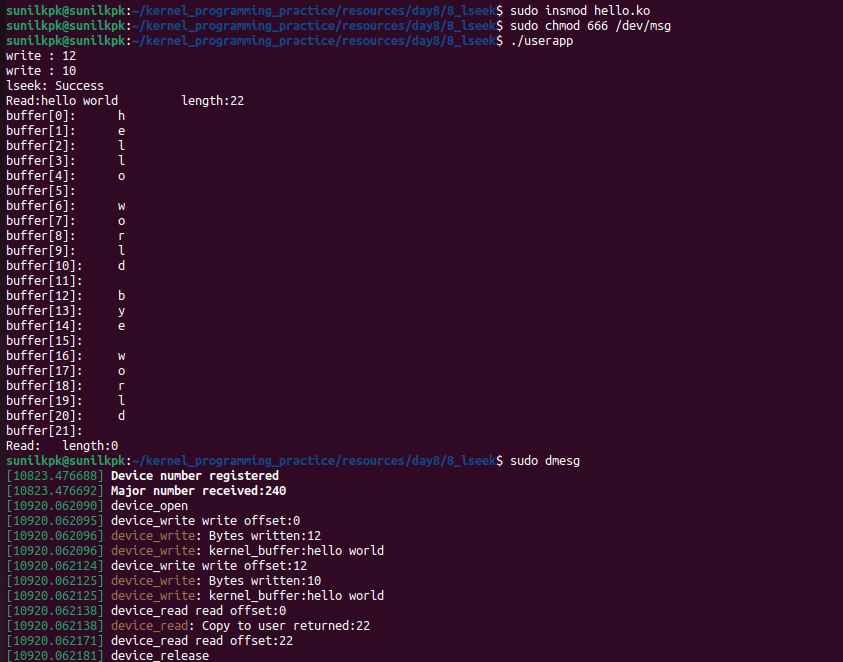 sunilkpk@sunilkpk:~/kernel_programming_practice/resources/day8/8_lseek$ sudo insmod hello.ko
sunilkpk@sunilkpk:~/kernel_programming_practice/resources/day8/8_lseek$ sudo chmod 666 /dev/msg
sunilkpk@sunilkpk:~/kernel_programming_practice/resources/day8/8_lseek$ ./userapp
write : 12
write : 10
lseek: Success
Read:hello world length:22
buffer[0]: h
buffer[1]: e
buffer[2]: l
buffer[3]: l
buffer[4]: o
buffer[5]:
buffer[6]: w
buffer[7]: o
buffer[8]: r
buffer[9]: l
buffer[10]: d
buffer[11]:
buffer[12]: b
buffer[13]: y
buffer[14]: e
buffer[15]:
buffer[16]: w
buffer[17]: o
buffer[18]: r
buffer[19]: l
buffer[20]: d
buffer[21]:
Read: length:0
sunilkpk@sunilkpk:~/kernel_programming_practice/resources/day8/8_lseek$ sudo dmesg
[10823.476688] Device number registered
[10823.476692] Major number received:240
[10920.062090] device_open
[10920.062095] device_write write offset:0
[10920.062096] device_write: Bytes written:12
[10920.062096] device_write: kernel_buffer:hello world
[10920.062124] device_write write offset:12
[10920.062125] device_write: Bytes written:10
[10920.062125] device_write: kernel_buffer:hello world
[10920.062138] device_read read offset:0
[10920.062138] device_read: Copy to user returned:22
[10920.062171] device_read read offset:22
[10920.062181] device_release